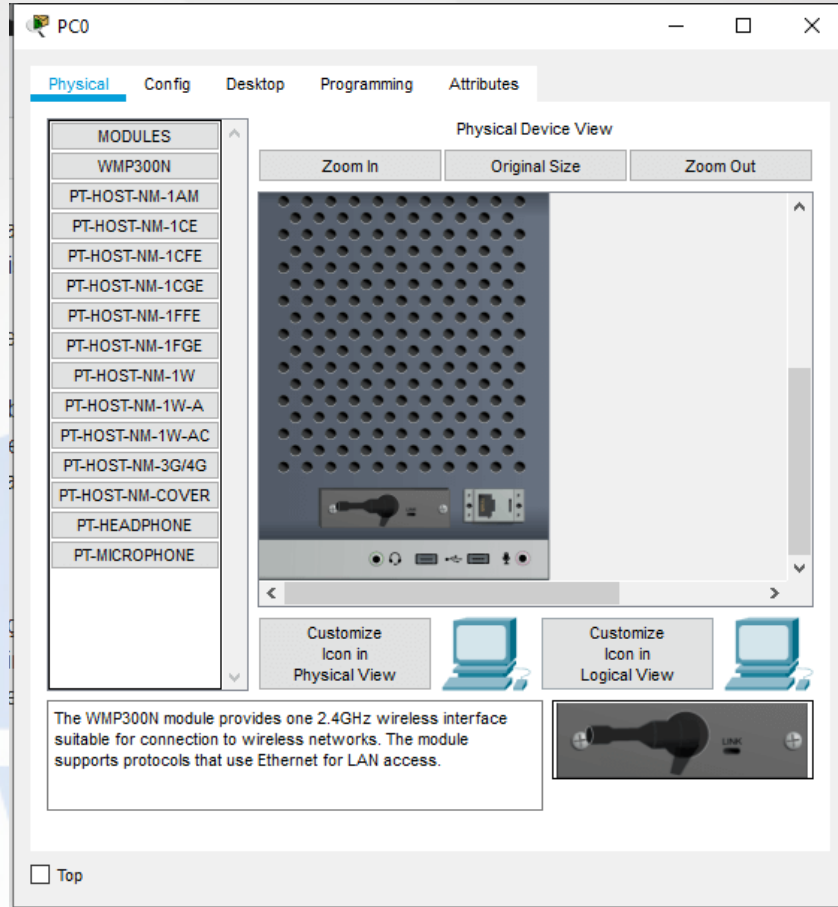 PC0
Physical
Config
Desktop
Programming
Attributes
MODULES
WMP300N
PT-HOST-NM-1AM
PT-HOST-NM-1CE
PT-HOST-NM-1CFE
PT-HOST-NM-1CGE
PT-HOST-NM-1FFE
PT-HOST-NM-1FGE
PT-HOST-NM-1W
PT-HOST-NM-1W-A
PT-HOST-NM-1W-AC
PT-HOST-NM-3G/4G
PT-HOST-NM-COVER
PT-HEADPHONE
PT-MICROPHONE
Physical Device View
Zoom In
Original Size
Zoom Out
LINK
Customize
Icon in
Physical View
Customize
Icon in
Logical View
The WMP300N module provides one 2.4GHz wireless interface
suitable for connection to wireless networks. The module
supports protocols that use Ethernet for LAN access.
LINK
Top